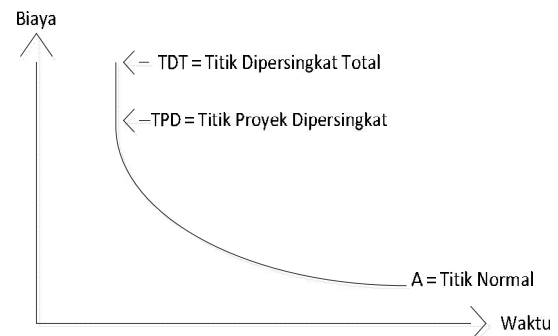 Biaya
TDT = Titik Dipersingkat Total
TPD = Titik Proyek Dipersingkat
A = Titik Normal
Waktu